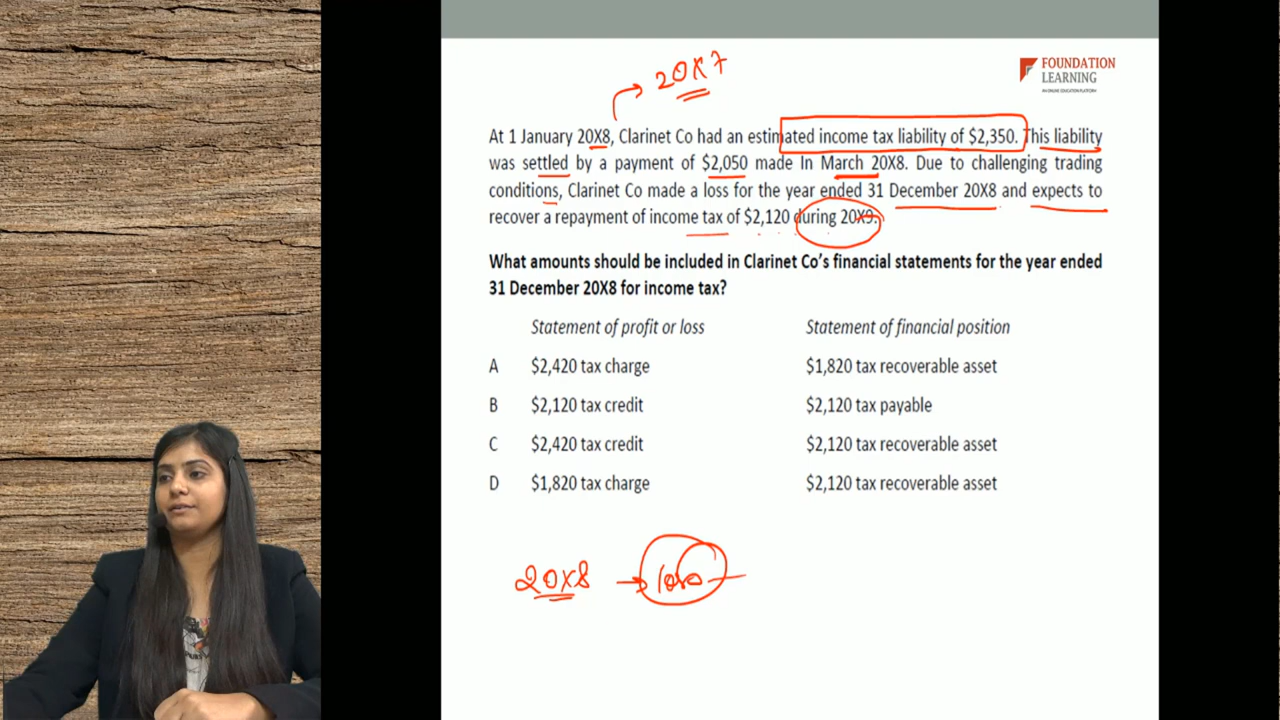 FOUNDATION
LEARNING
AN ONLINE EDUCATION PLATFORM
20X7
At 1 January 20X8, Clarinet Co had an estimated income tax liability of $2,350. This liability
was settled by a payment of $2,050 made In March 20X8. Due to challenging trading
conditions, Clarinet Co made a loss for the year ended 31 December 20X8 and expects to
recover a repayment of income tax of $2,120 during 20X9.
What amounts should be included in Clarinet Co's financial statements for the year ended
31 December 20X8 for income tax?
Statement of profit or loss Statement of financial position
A $2,420 tax charge $1,820 tax recoverable asset
B $2,120 tax credit $2,120 tax payable
C $2,420 tax credit $2,120 tax recoverable asset
D $1,820 tax charge $2,120 tax recoverable asset
20X8 → loss